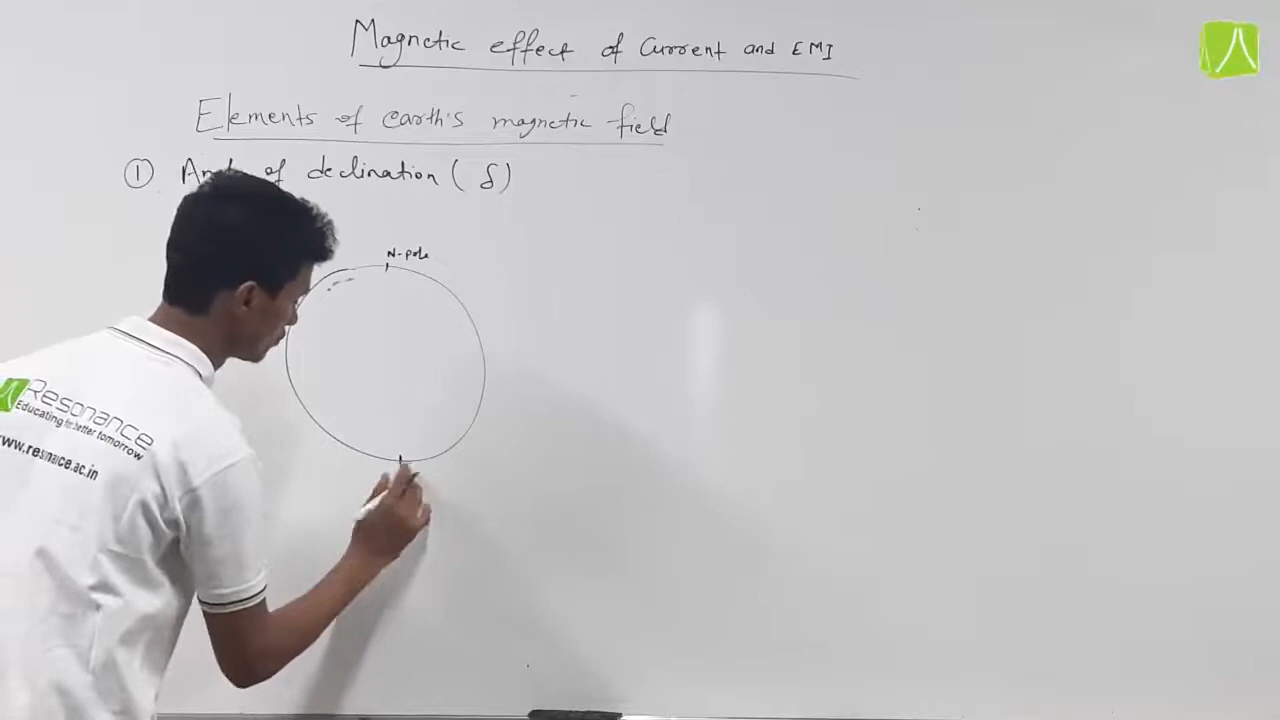 Magnetic effect of Current and EMI
Elements of earth's magnetic field
① of declination ( δ )
N-pole
Resonance
Educating for better tomorrow
www.resonance.ac.in